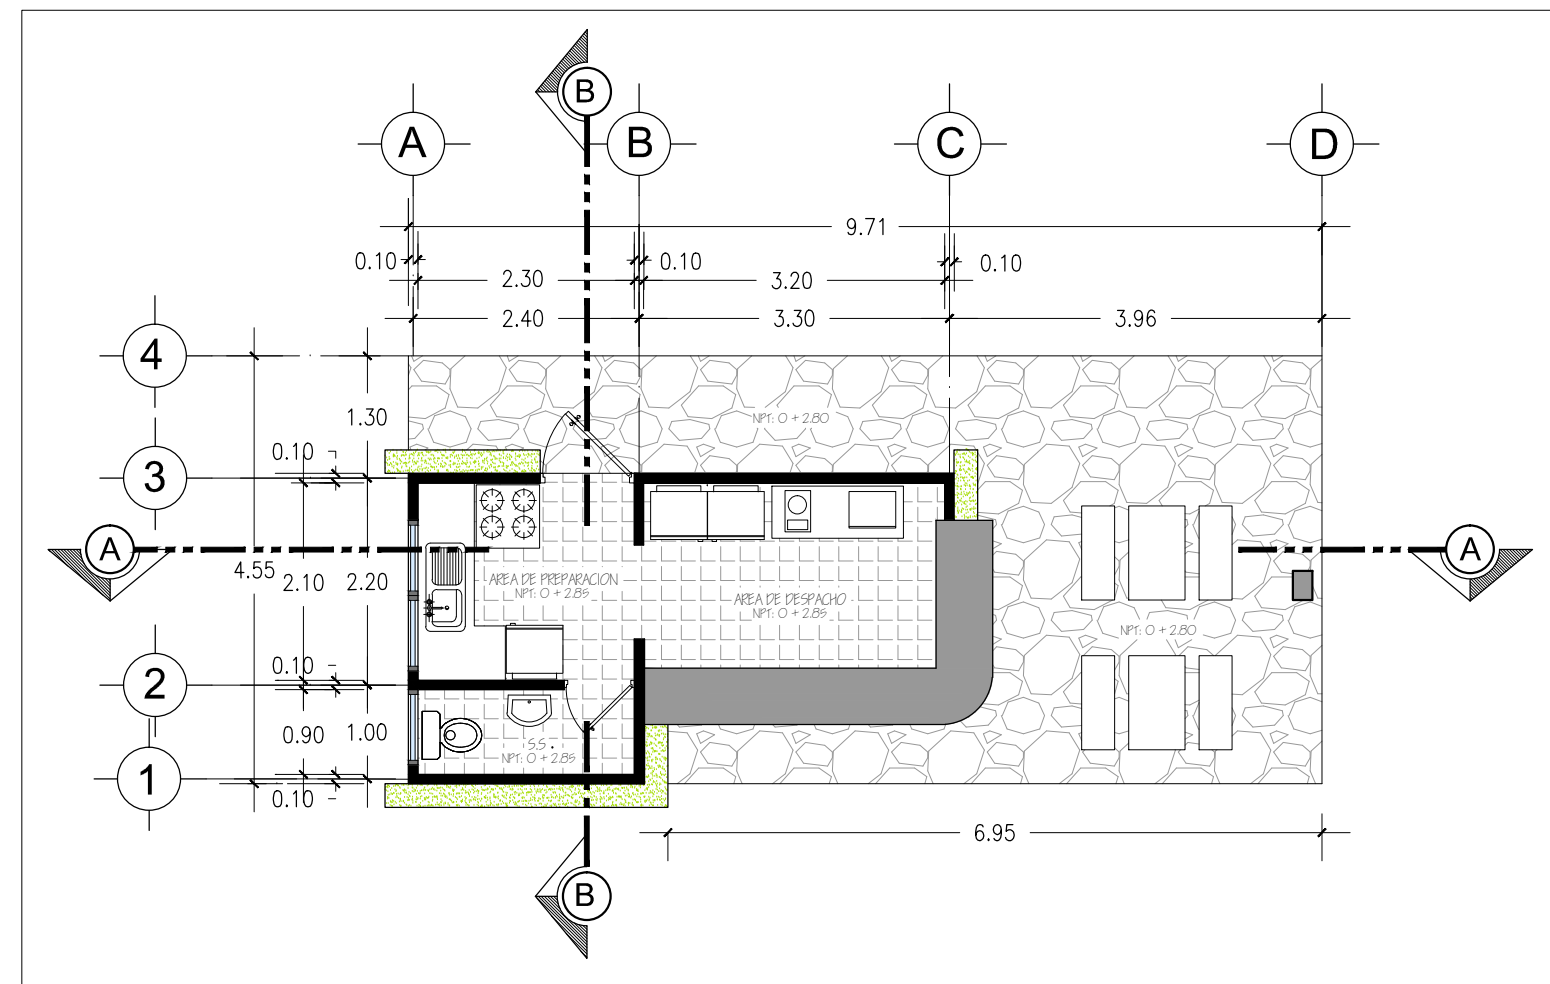 B
A B C D
9.71
0.10 0.10 0.10
2.30 3.20
2.40 3.30 3.96
4
1.30
NPT: 0 + 2.80
0.10
3
A A
4.55 2.10 2.20
AREA DE PREPARACION
NPT: 0 + 2.85
AREA DE DESPACHO
NPT: 0 + 2.85
NPT: 0 + 2.80
0.10
2
0.90 1.00
S.S.
NPT: 0 + 2.85
1
0.10
6.95
B